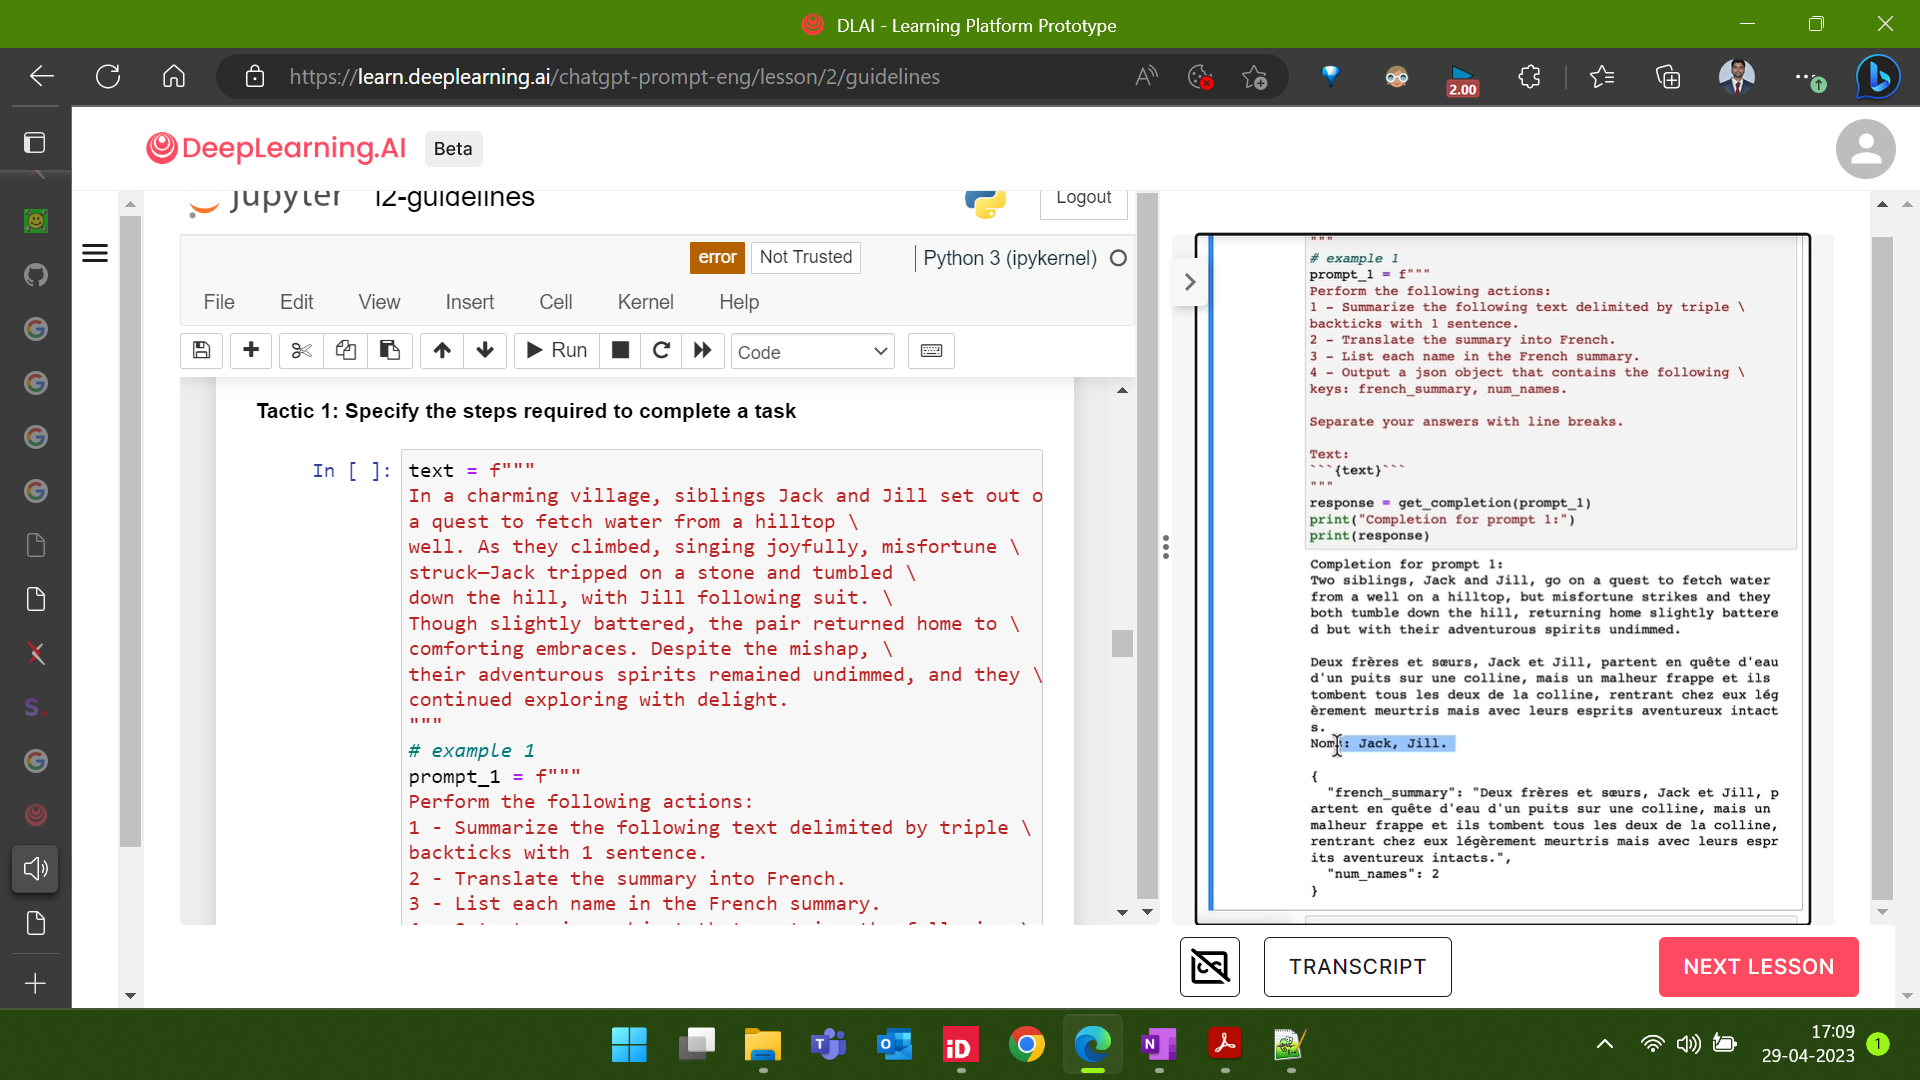 DLAI - Learning Platform Prototype
https://learn.deeplearning.ai/chatgpt-prompt-eng/lesson/2/guidelines
2.00
DeepLearning.AI Beta
jupyter l2-guidelines
Logout
error Not Trusted Python 3 (ipykernel)
File Edit View Insert Cell Kernel Help
Run Code
Tactic 1: Specify the steps required to complete a task
In [ ]: text = f"""
In a charming village, siblings Jack and Jill set out o
a quest to fetch water from a hilltop \
well. As they climbed, singing joyfully, misfortune \
struck—Jack tripped on a stone and tumbled \
down the hill, with Jill following suit. \
Though slightly battered, the pair returned home to \
comforting embraces. Despite the mishap, \
their adventurous spirits remained undimmed, and they \
continued exploring with delight.
"""
# example 1
prompt_1 = f"""
Perform the following actions:
1 - Summarize the following text delimited by triple \
backticks with 1 sentence.
2 - Translate the summary into French.
3 - List each name in the French summary.
"""
# example 1
prompt_1 = f"""
Perform the following actions:
1 - Summarize the following text delimited by triple \
backticks with 1 sentence.
2 - Translate the summary into French.
3 - List each name in the French summary.
4 - Output a json object that contains the following \
keys: french_summary, num_names.
Separate your answers with line breaks.
Text:
```{text}```
"""
response = get_completion(prompt_1)
print("Completion for prompt 1:")
print(response)
Completion for prompt 1:
Two siblings, Jack and Jill, go on a quest to fetch water
from a well on a hilltop, but misfortune strikes and they
both tumble down the hill, returning home slightly battere
d but with their adventurous spirits undimmed.
Deux frères et sœurs, Jack et Jill, partent en quête d'eau
d'un puits sur une colline, mais un malheur frappe et ils
tombent tous les deux de la colline, rentrant chez eux lég
èrement meurtris mais avec leurs esprits aventureux intact
s.
Noms: Jack, Jill.
{
"french_summary": "Deux frères et sœurs, Jack et Jill, p
artent en quête d'eau d'un puits sur une colline, mais un
malheur frappe et ils tombent tous les deux de la colline,
rentrant chez eux légèrement meurtris mais avec leurs espr
its aventureux intacts.",
"num_names": 2
}
TRANSCRIPT
NEXT LESSON
17:09
29-04-2023
1